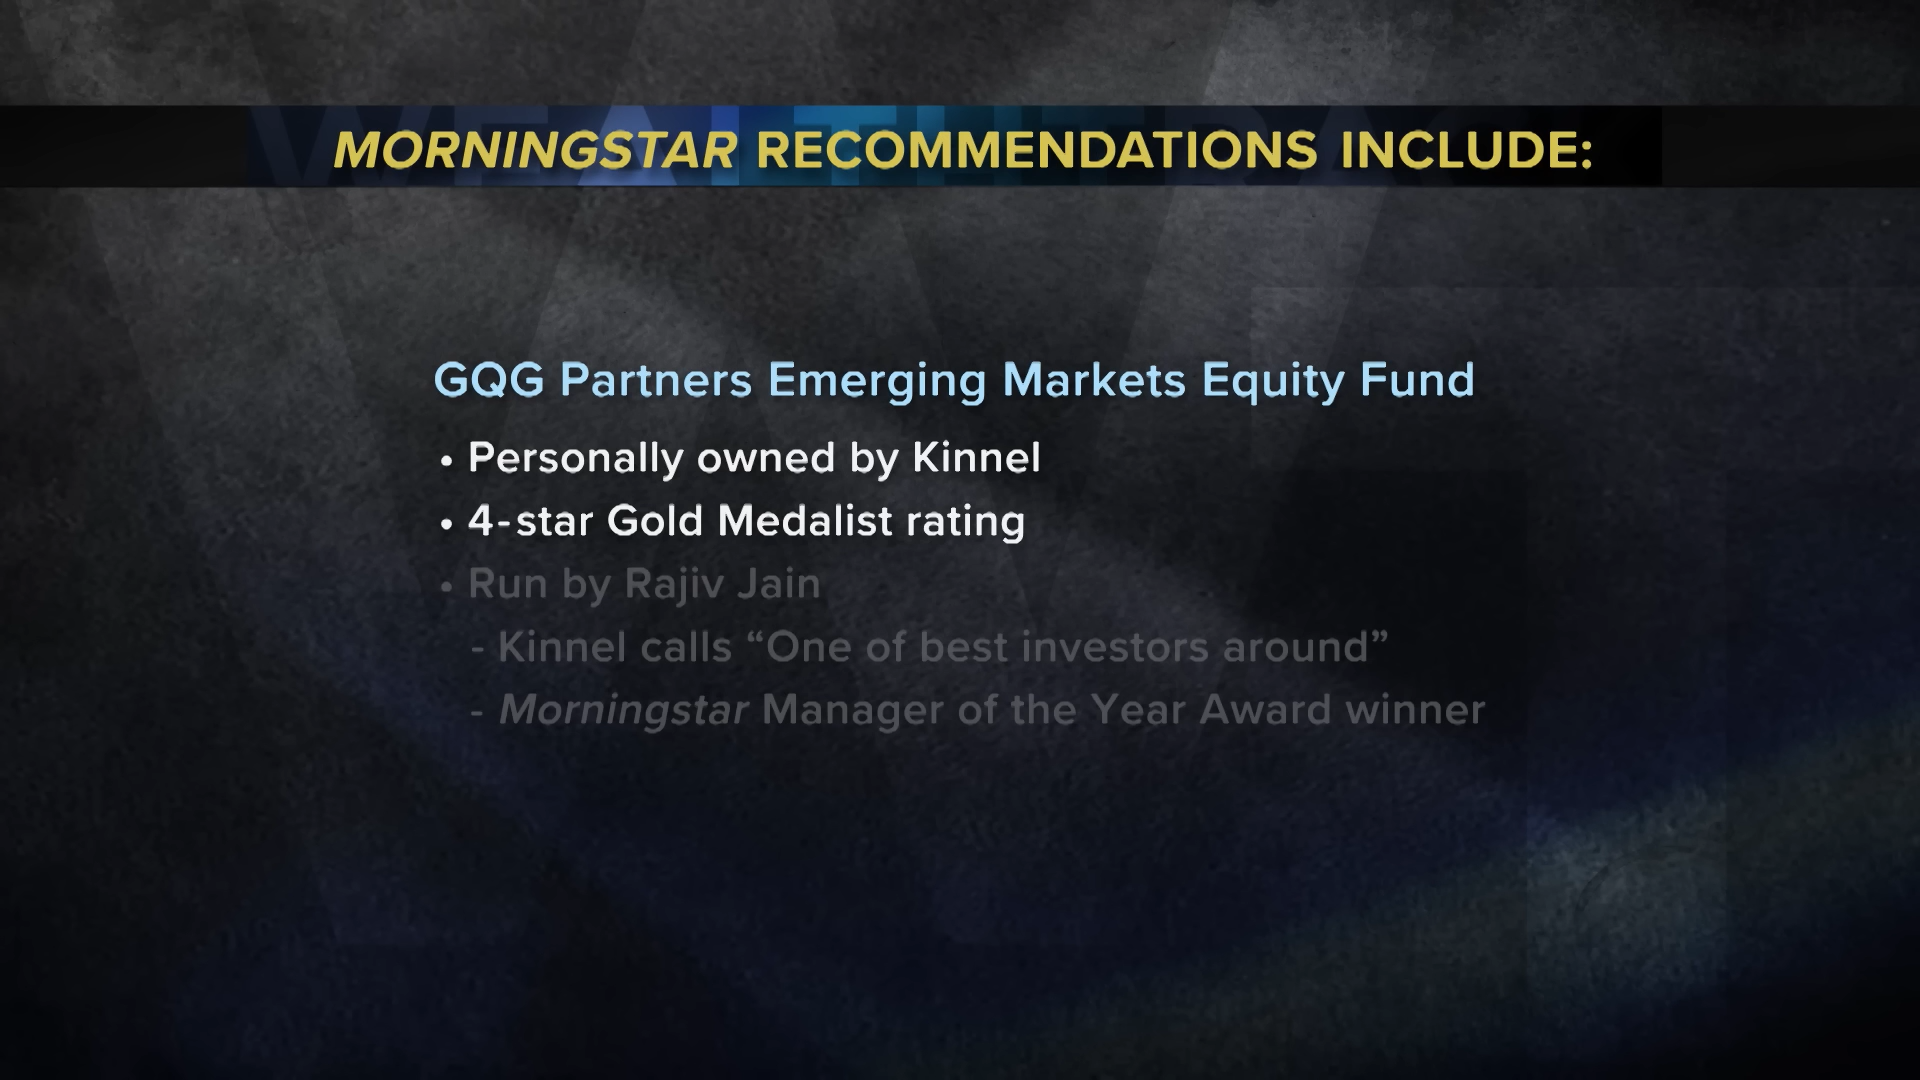 MORNINGSTAR RECOMMENDATIONS INCLUDE:
GQG Partners Emerging Markets Equity Fund
• Personally owned by Kinnel
• 4-star Gold Medalist rating
• Run by Rajiv Jain
- Kinnel calls “One of best investors around”
- Morningstar Manager of the Year Award winner